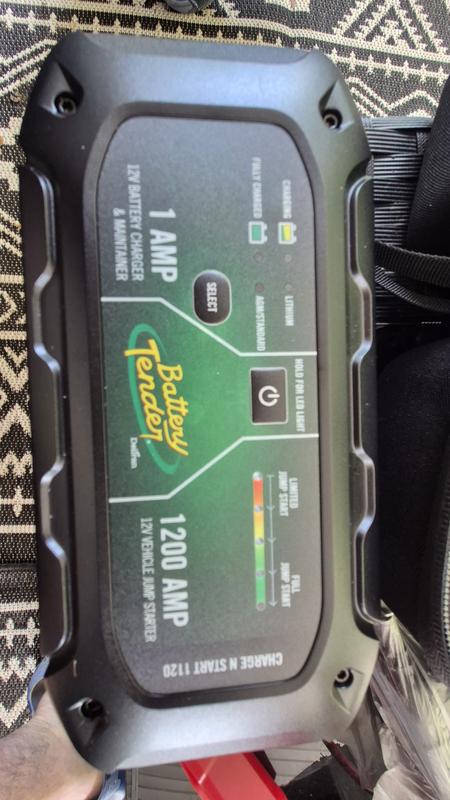 CHARGING
FULLY CHARGED
LITHIUM
AGM/STANDARD
1 AMP
12V BATTERY CHARGER
& MAINTAINER
SELECT
HOLD FOR LED LIGHT
Battery
Tender
Deltran
LIMITED
JUMP START
FULL
JUMP START
1200 AMP
12V VEHICLE JUMP STARTER
CHARGE N START 1120